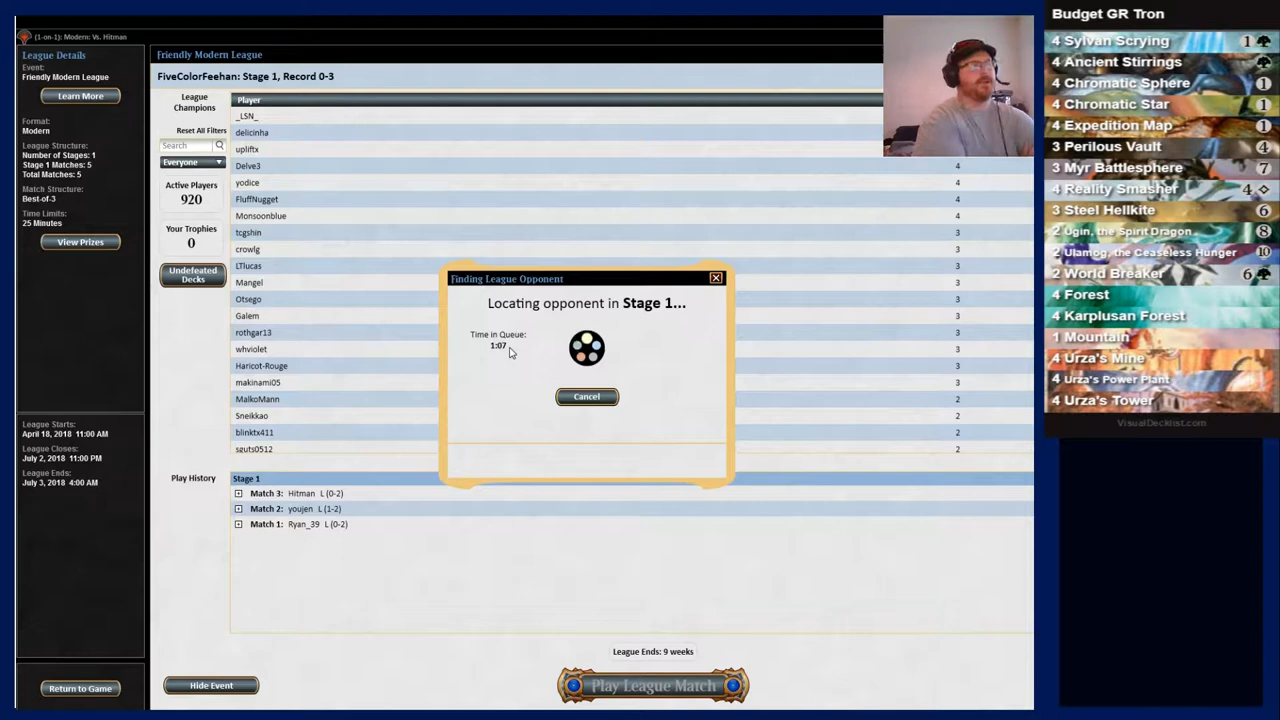 (1-on-1): Modern: Vs. Hitman
League Details
Event:
Friendly Modern League
Learn More
Format:
Modern
League Structure:
Number of Stages: 1
Stage 1 Matches: 5
Total Matches: 5
Match Structure:
Best-of-3
Time Limits:
25 Minutes
View Prizes
League Starts:
April 18, 2018 11:00 AM
League Closes:
July 2, 2018 11:00 PM
League Ends:
July 3, 2018 4:00 AM
Return to Game
Friendly Modern League
FiveColorFeehan: Stage 1, Record 0-3
League
Champions
Reset All Filters
Search
Everyone
Active Players
920
Your Trophies
0
Undefeated
Decks
Player
_LSN_
delicinha
upliftx
Delve3 4
yodice 4
FluffNugget 4
Monsoonblue 4
tcgshin 3
crowlg 3
LTlucas 3
Mangel 3
Otsego 3
Galem 3
rothgar13 3
whviolet 3
Haricot-Rouge 3
makinami05 3
MalkoMann 2
Sneikkao 2
blinktx411 2
sguts0512 2
Finding League Opponent
Locating opponent in Stage 1...
Time in Queue:
1:07
Cancel
Play History
Stage 1
Match 3: Hitman L (0-2)
Match 2: youjen L (1-2)
Match 1: Ryan_39 L (0-2)
League Ends: 9 weeks
Hide Event
Play League Match
Budget GR Tron
4 Sylvan Scrying 1
4 Ancient Stirrings
4 Chromatic Sphere 1
4 Chromatic Star 1
4 Expedition Map 1
3 Perilous Vault 4
3 Myr Battlesphere 7
4 Reality Smasher 4
3 Steel Hellkite 6
2 Ugin, the Spirit Dragon 8
2 Ulamog, the Ceaseless Hunger 10
2 World Breaker 6
4 Forest
4 Karplusan Forest
1 Mountain
4 Urza's Mine
4 Urza's Power Plant
4 Urza's Tower
VisualDecklist.com